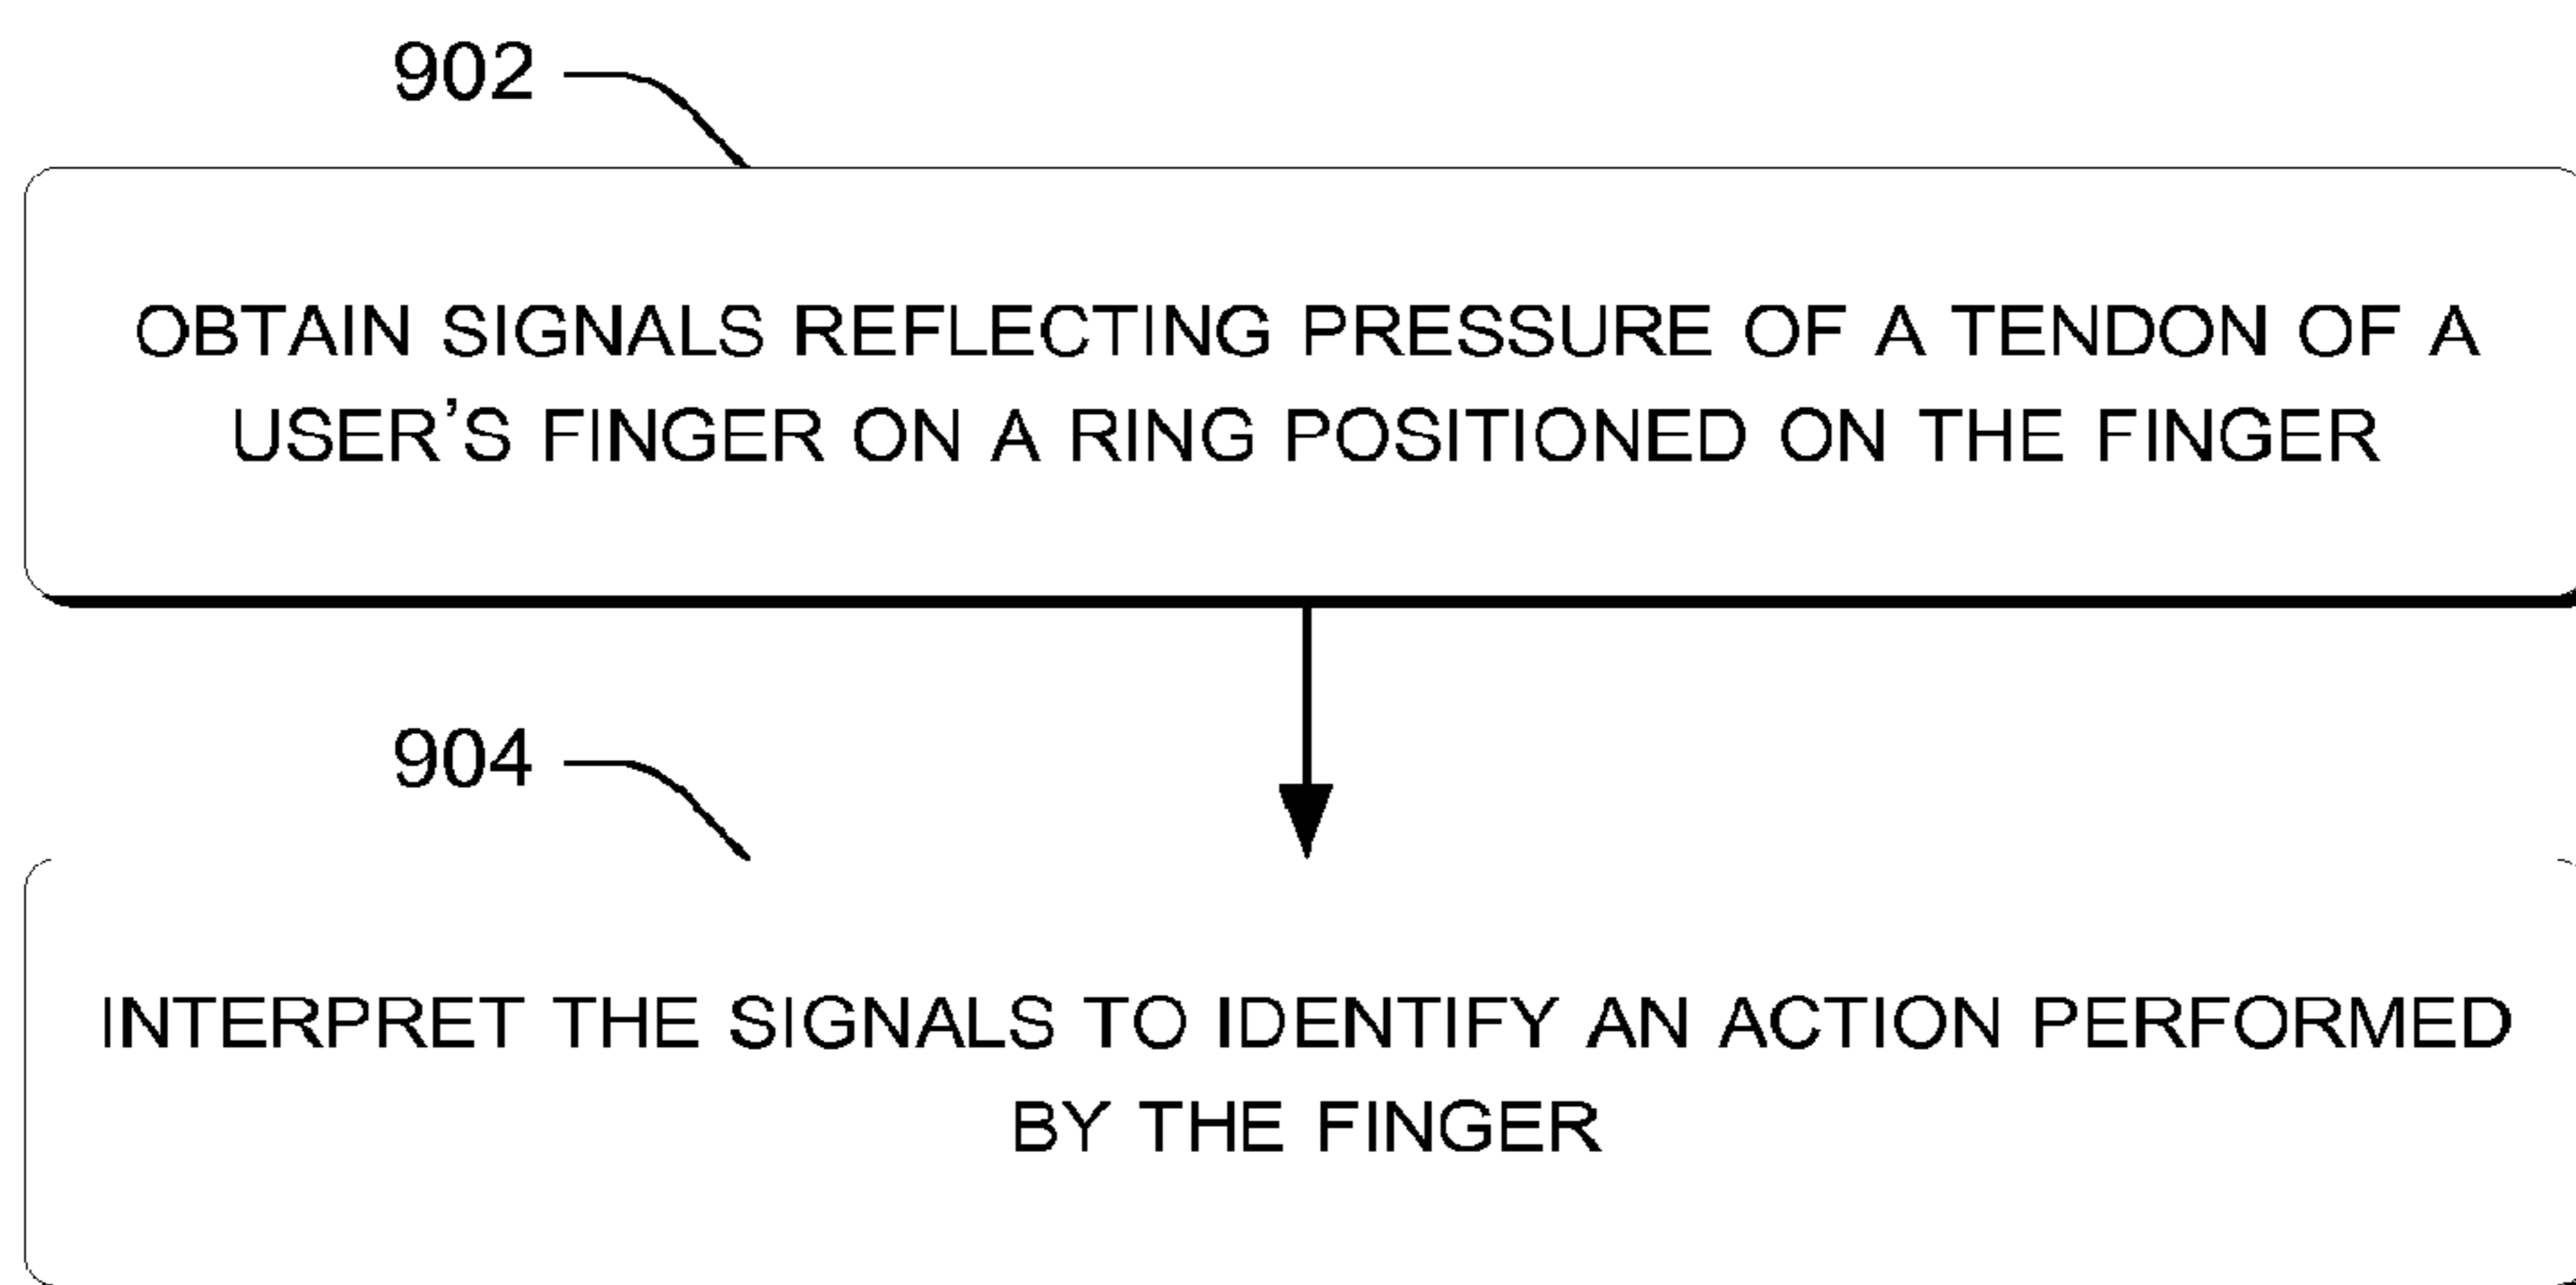 902
OBTAIN SIGNALS REFLECTING PRESSURE OF A TENDON OF A
USER'S FINGER ON A RING POSITIONED ON THE FINGER
904
INTERPRET THE SIGNALS TO IDENTIFY AN ACTION PERFORMED
BY THE FINGER